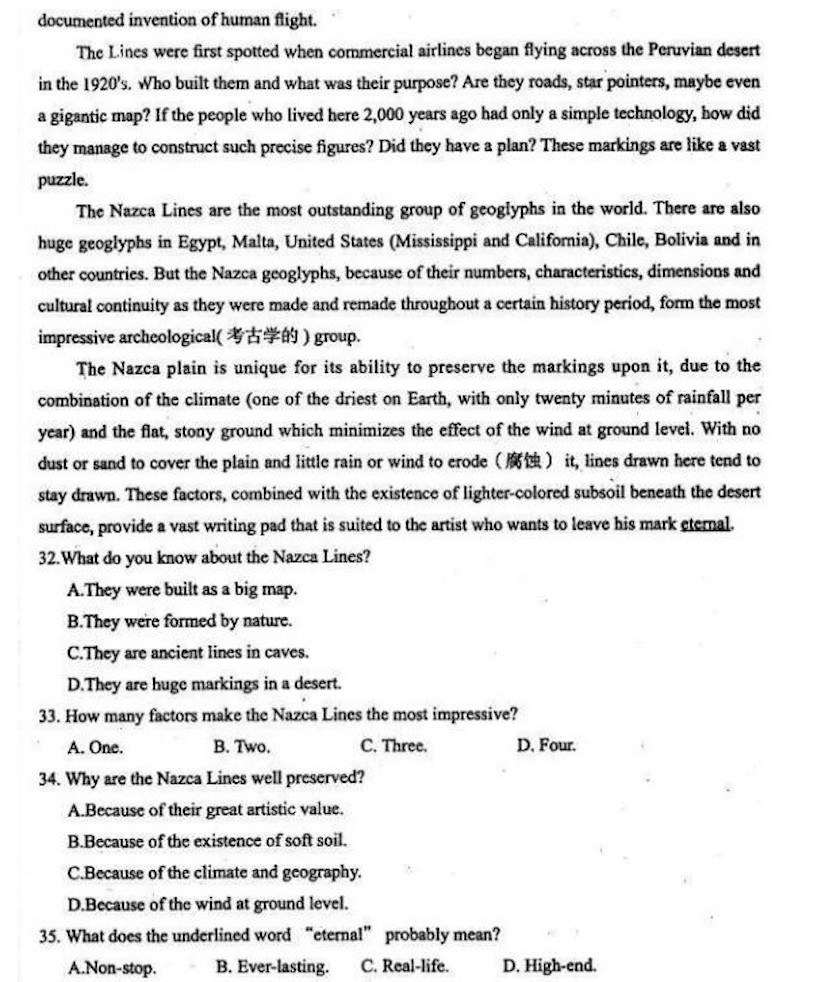 documented invention of human flight.
The Lines were first spotted when commercial airlines began flying across the Peruvian desert
in the 1920's. Who built them and what was their purpose? Are they roads, star pointers, maybe even
a gigantic map? If the people who lived here 2,000 years ago had only a simple technology, how did
they manage to construct such precise figures? Did they have a plan? These markings are like a vast
puzzle.
The Nazca Lines are the most outstanding group of geoglyphs in the world. There are also
huge geoglyphs in Egypt, Malta, United States (Mississippi and California), Chile, Bolivia and in
other countries. But the Nazca geoglyphs, because of their numbers, characteristics, dimensions and
cultural continuity as they were made and remade throughout a certain history period, form the most
impressive archeological( 考古学的 ) group.
The Nazca plain is unique for its ability to preserve the markings upon it, due to the
combination of the climate (one of the driest on Earth, with only twenty minutes of rainfall per
year) and the flat, stony ground which minimizes the effect of the wind at ground level. With no
dust or sand to cover the plain and little rain or wind to erode ( 腐蚀 ) it, lines drawn here tend to
stay drawn. These factors, combined with the existence of lighter-colored subsoil beneath the desert
surface, provide a vast writing pad that is suited to the artist who wants to leave his mark eternal.
32.What do you know about the Nazca Lines?
A.They were built as a big map.
B.They were formed by nature.
C.They are ancient lines in caves.
D.They are huge markings in a desert.
33. How many factors make the Nazca Lines the most impressive?
A. One. B. Two. C. Three. D. Four.
34. Why are the Nazca Lines well preserved?
A.Because of their great artistic value.
B.Because of the existence of soft soil.
C.Because of the climate and geography.
D.Because of the wind at ground level.
35. What does the underlined word “eternal” probably mean?
A.Non-stop. B. Ever-lasting. C. Real-life. D. High-end.